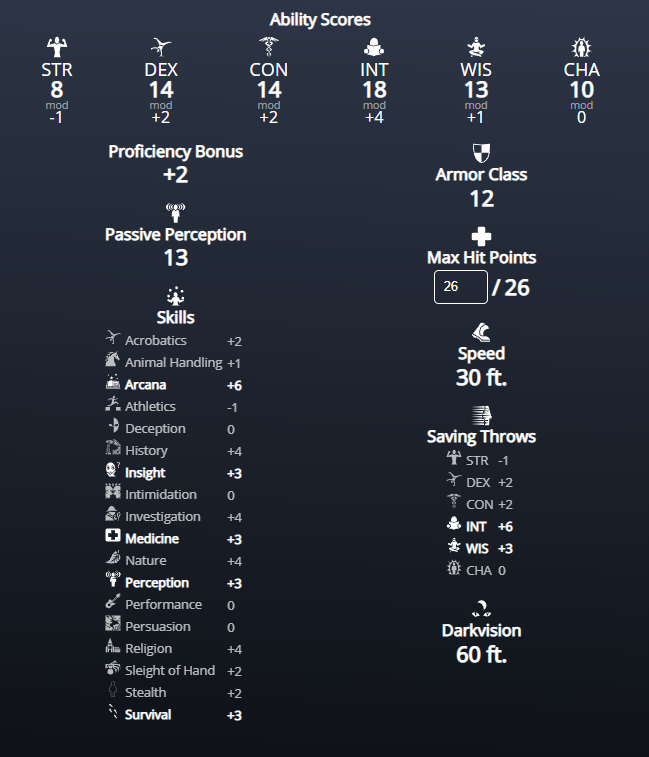 Ability Scores
STR DEX CON INT WIS CHA
8 14 14 18 13 10
mod mod mod mod mod mod
-1 +2 +2 +4 +1 0
Proficiency Bonus
+2
Passive Perception
13
Skills
Acrobatics +2
Animal Handling +1
Arcana +6
Athletics -1
Deception 0
History +4
Insight +3
Intimidation 0
Investigation +4
Medicine +3
Nature +4
Perception +3
Performance 0
Persuasion 0
Religion +4
Sleight of Hand +2
Stealth +2
Survival +3
Armor Class
12
Max Hit Points
26 / 26
Speed
30 ft.
Saving Throws
STR -1
DEX +2
CON +2
INT +6
WIS +3
CHA 0
Darkvision
60 ft.